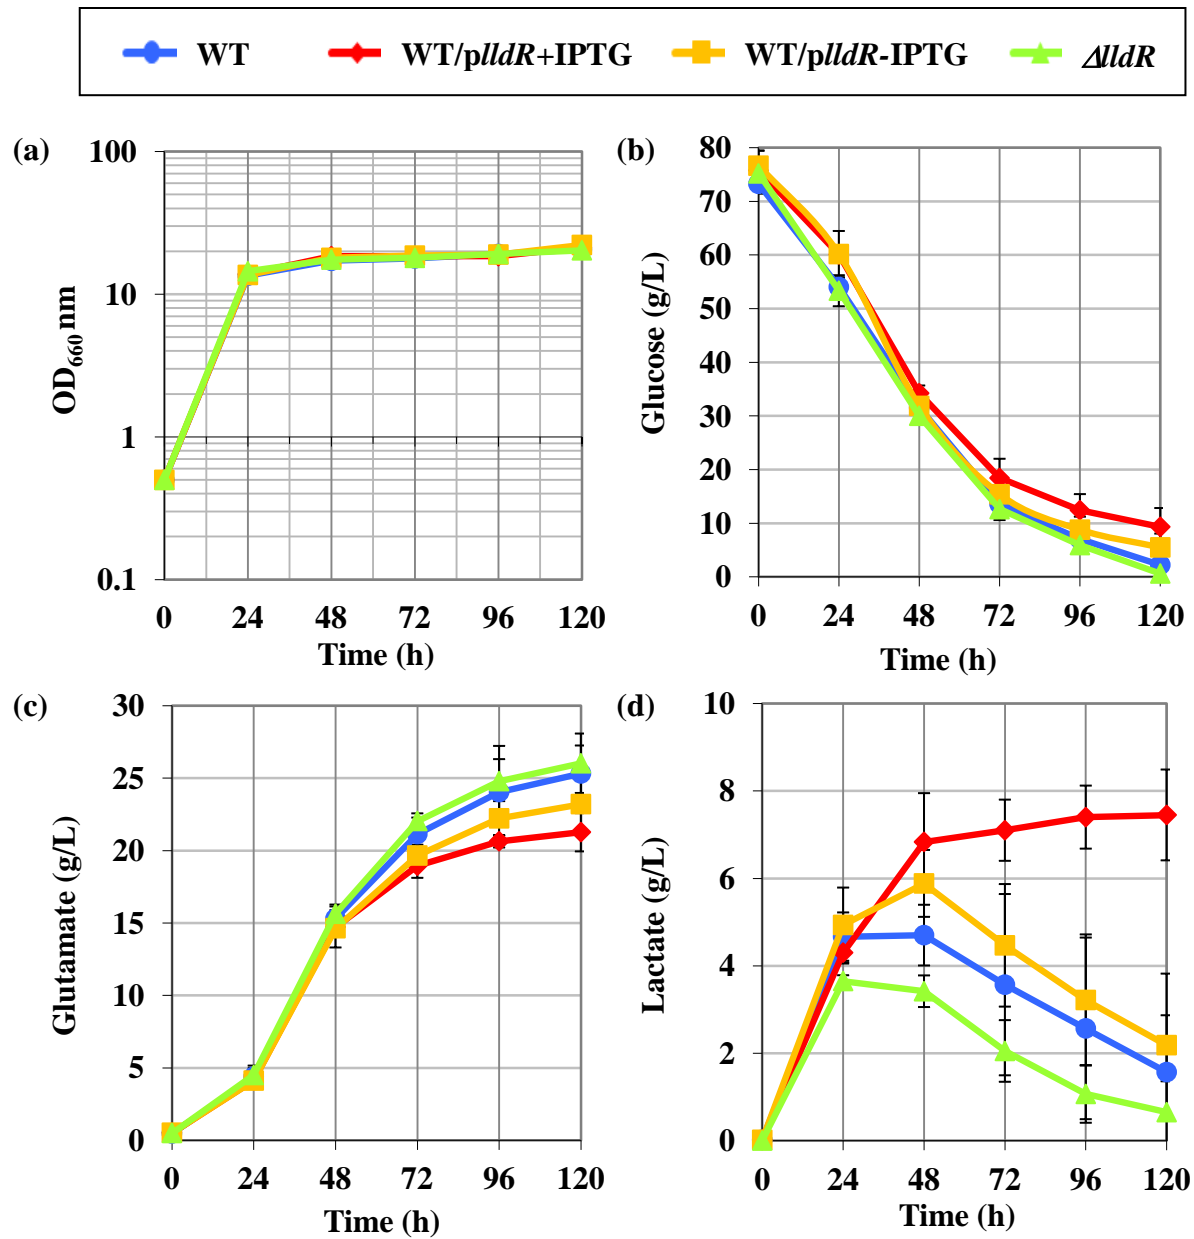 WT WT/plldR+IPTG WT/plldR-IPTG ΔlldR
(a)
100
10
1
0.1
OD660nm
0 24 48 72 96 120
Time (h)
(b)
80
70
60
50
40
30
20
10
0
Glucose (g/L)
0 24 48 72 96 120
Time (h)
(c)
30
25
20
15
10
5
0
Glutamate (g/L)
0 24 48 72 96 120
Time (h)
(d)
10
8
6
4
2
0
Lactate (g/L)
0 24 48 72 96 120
Time (h)